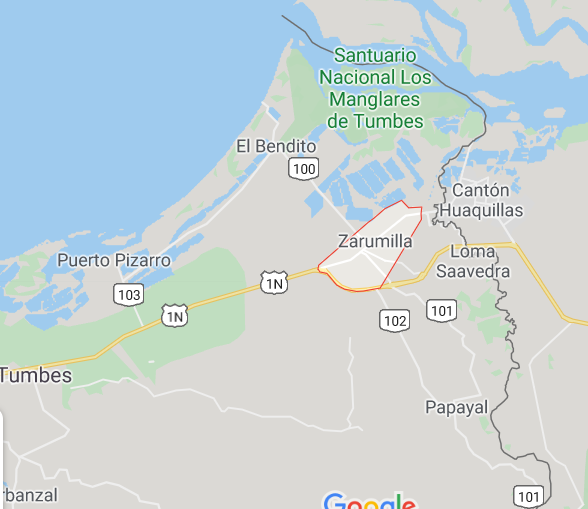 Santuario
Nacional Los
Manglares
de Tumbes
El Bendito
100
Cantón
Huaquillas
Zarumilla
Puerto Pizarro
Loma
Saavedra
1N
103
1N
101
102
Tumbes
Papayal
rbanzal
101
Google